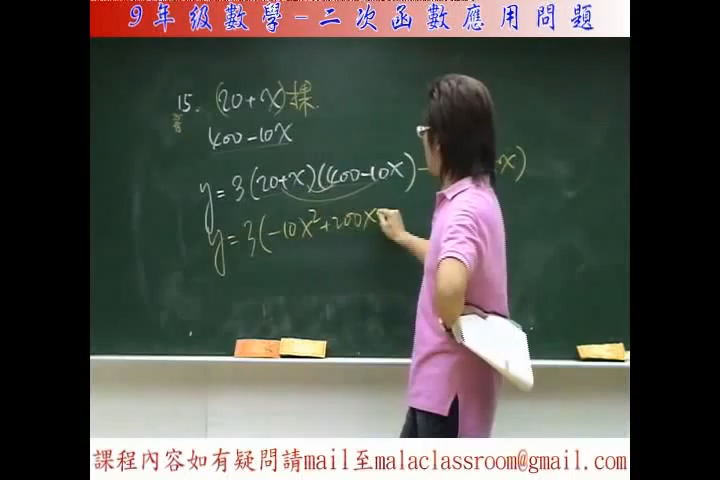 9年級數學-二次函數應用問題
15. (20+x)棵
400-10x
y=3(20+x)(400-10x)- x)
y=3(-10x²+200x
課程內容如有疑問請mail至malaclassroom@gmail.com